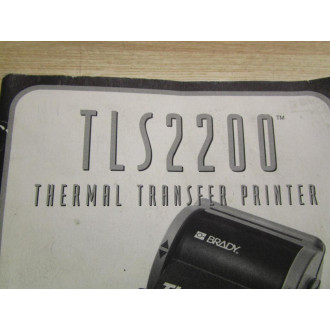 TLS2200™
THERMAL TRANSFER PRINTER
BRADY